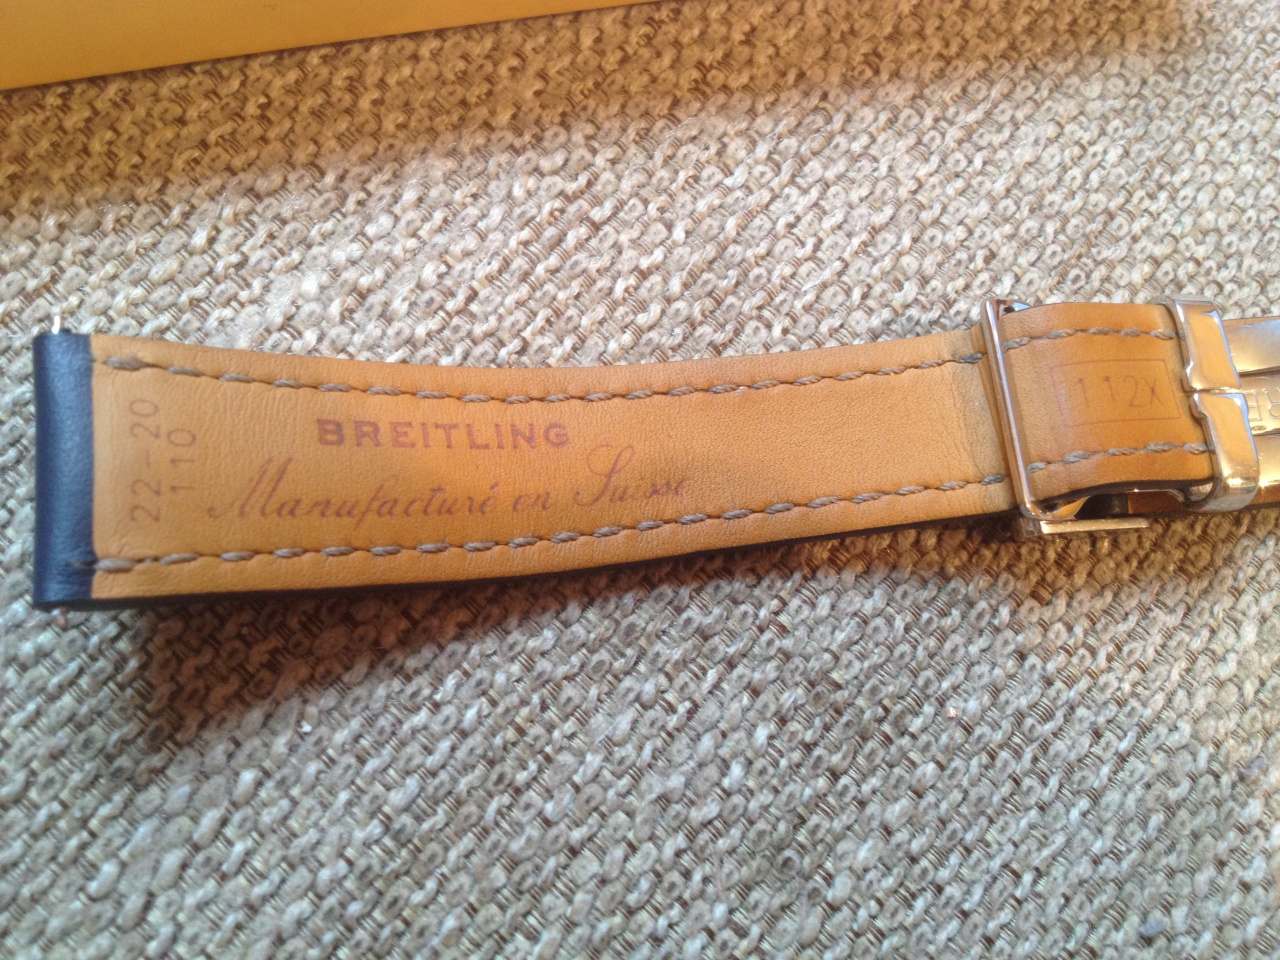 22-20
110
BREITLING
Manufacturé en Suisse
112X